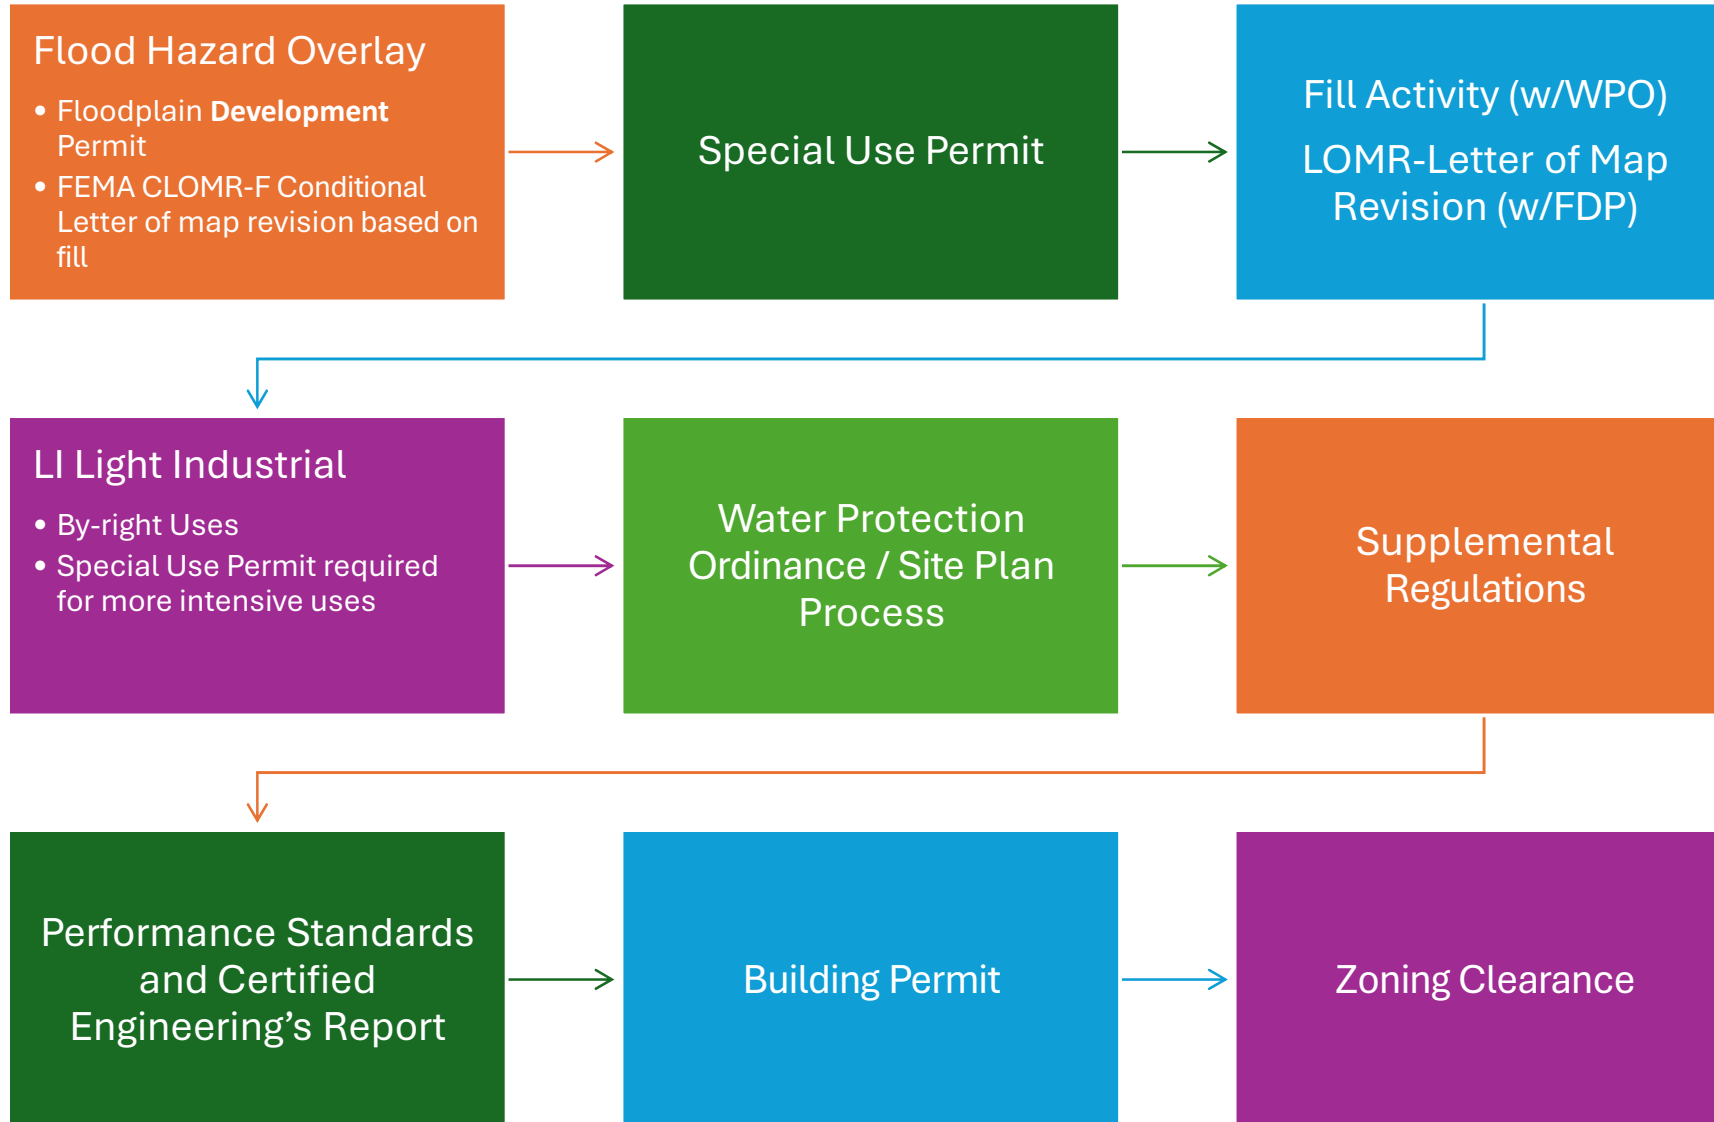 Flood Hazard Overlay
• Floodplain Development
Permit
• FEMA CLOMR-F Conditional
Letter of map revision based on
fill
Special Use Permit
Fill Activity (w/WPO)
LOMR-Letter of Map
Revision (w/FDP)
LI Light Industrial
• By-right Uses
• Special Use Permit required
for more intensive uses
Water Protection
Ordinance / Site Plan
Process
Supplemental
Regulations
Performance Standards
and Certified
Engineering’s Report
Building Permit
Zoning Clearance